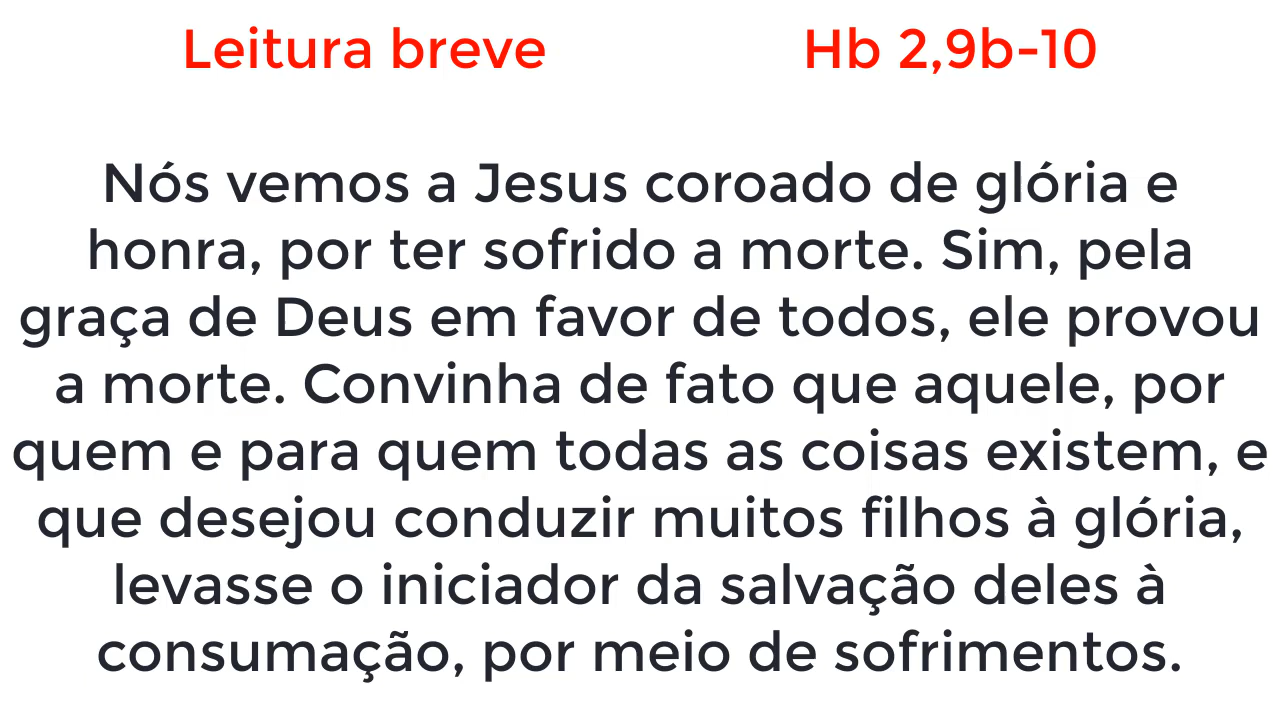 Leitura breve Hb 2,9b-10
Nós vemos a Jesus coroado de glória e
honra, por ter sofrido a morte. Sim, pela
graça de Deus em favor de todos, ele provou
a morte. Convinha de fato que aquele, por
quem e para quem todas as coisas existem, e
que desejou conduzir muitos filhos à glória,
levasse o iniciador da salvação deles à
consumação, por meio de sofrimentos.